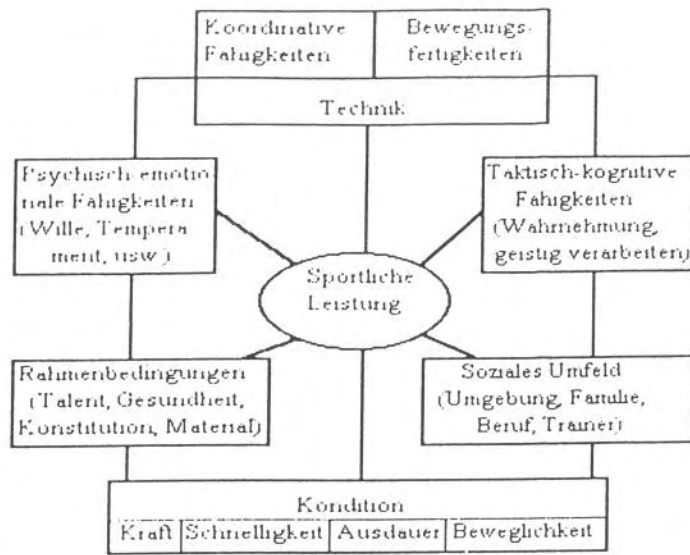 Koordinative
Fähigkeiten
Bewegungs-
fertigkeiten
Technik
Psychisch-emotio-
nale Fähigkeiten
(Wille, Tempera
ment, usw.)
Taktisch-kognitive
Fähigkeiten
(Wahrnehmung,
geistig verarbeiten)
Sportliche
Leistung
Rahmenbedingungen
(Talent, Gesundheit,
Konstitution, Material)
Soziales Umfeld
(Umgebung, Familie,
Beruf, Trainer)
Kondition
Kraft Schnelligkeit Ausdauer Beweglichkeit